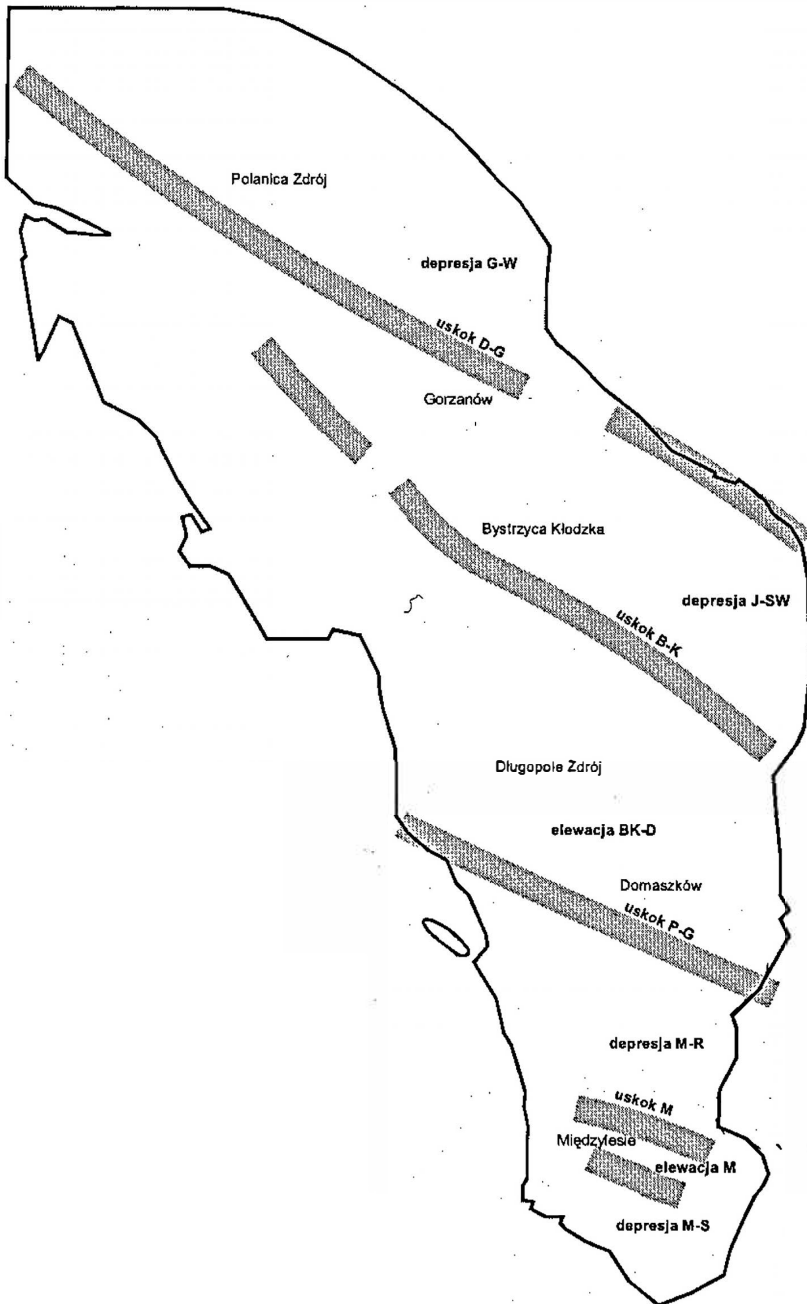 Polanica Zdrój
depresja G-W
uskok D-G
Gorzanów
Bystrzyca Kłodzka
depresja J-SW
uskok B-K
Długopole Zdrój
elewacja BK-D
Domaszków
uskok P-G
depresja M-R
uskok M
Międzylesie
elewacja M
depresja M-S